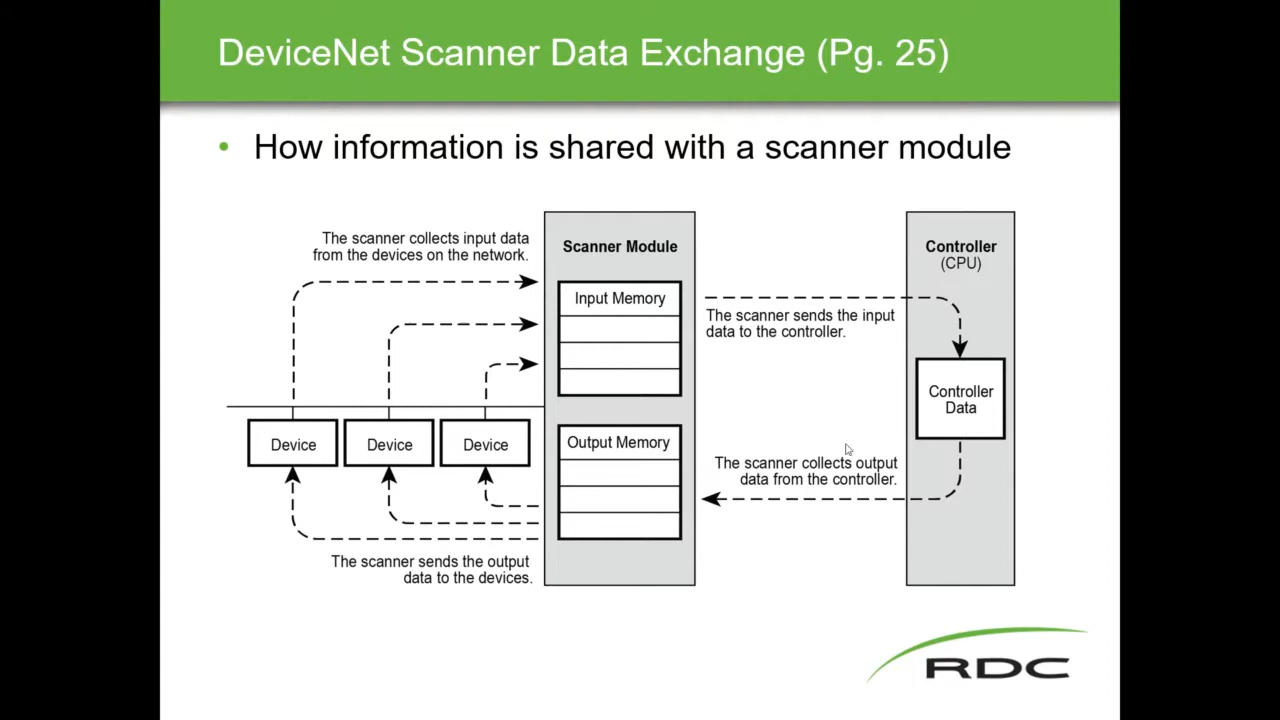 DeviceNet Scanner Data Exchange (Pg. 25)
• How information is shared with a scanner module
The scanner collects input data
from the devices on the network.
Scanner Module
Controller
(CPU)
Input Memory
The scanner sends the input
data to the controller.
Controller
Data
Device
Device
Device
Output Memory
The scanner collects output
data from the controller.
The scanner sends the output
data to the devices.
RDC